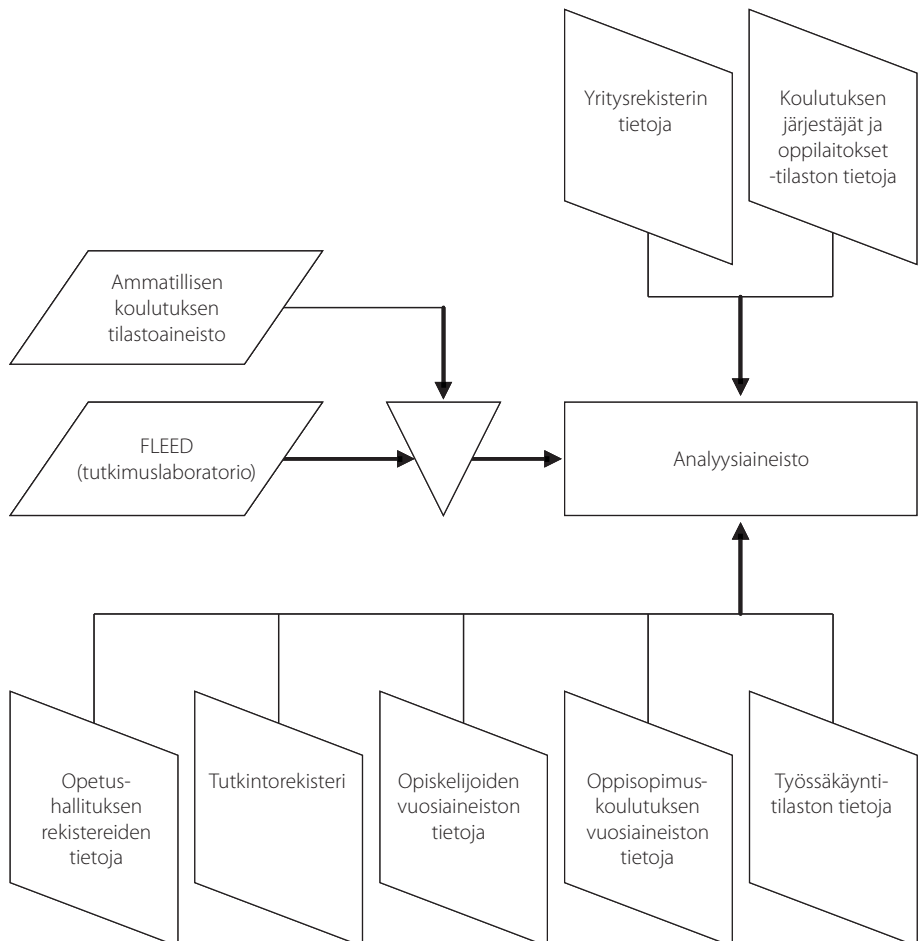 Yritysrekisterin
tietoja
Koulutuksen
järjestäjät ja
oppilaitokset
-tilaston tietoja
Ammatillisen
koulutuksen
tilastoaineisto
FLEED
(tutkimuslaboratorio)
Analyysiaineisto
Opetus-
hallituksen
rekistereiden
tietoja
Tutkintorekisteri
Opiskelijoiden
vuosiaineiston
tietoja
Oppisopimus-
koulutuksen
vuosiaineiston
tietoja
Työssäkäynti-
tilaston tietoja